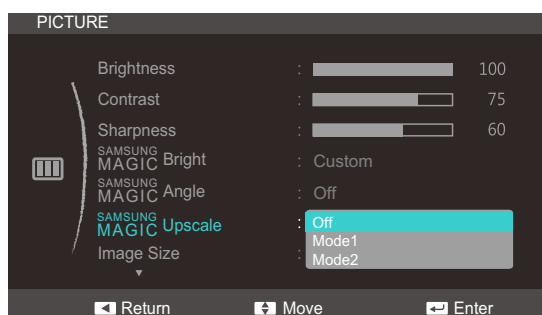 PICTURE
Brightness : 100
Contrast : 75
Sharpness : 60
SAMSUNG MAGIC Bright : Custom
SAMSUNG MAGIC Angle : Off
SAMSUNG MAGIC Upscale : Off
Mode1
Image Size :
Mode2
Return Move Enter